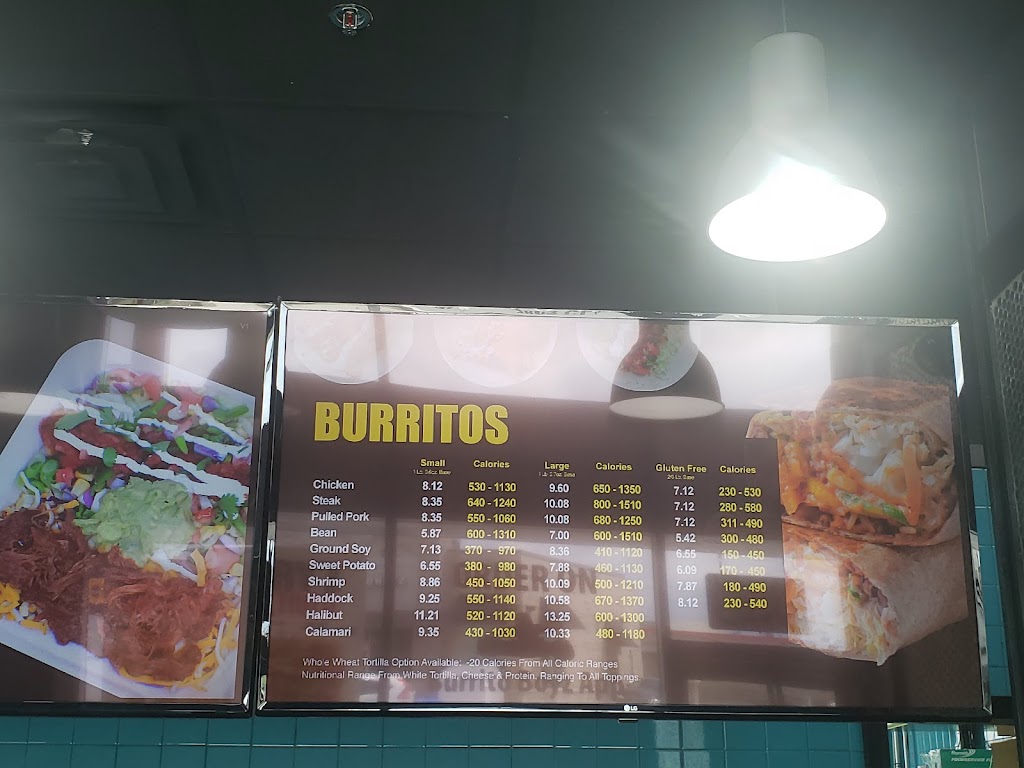 BURRITOS
Small Calories Large Calories Gluten Free Calories
Chicken 8.12 530 - 1130 9.60 650 - 1350 7.12 230 - 530
Steak 8.35 640 - 1240 10.08 800 - 1510 7.12 280 - 580
Pulled Pork 8.35 550 - 1060 10.08 680 - 1250 7.12 311 - 490
Bean 5.87 600 - 1310 7.00 600 - 1510 5.42 300 - 480
Ground Soy 7.13 370 - 970 8.36 410 - 1120 6.55 150 - 450
Sweet Potato 6.55 380 - 980 7.88 460 - 1130 6.09 170 - 450
Shrimp 8.86 450 - 1050 10.09 500 - 1210 7.87 180 - 490
Haddock 9.25 550 - 1140 10.58 670 - 1370 8.12 230 - 540
Halibut 11.21 520 - 1120 13.25 600 - 1300
Calamari 9.35 430 - 1030 10.33 480 - 1180
Whole Wheat Tortilla Option Available: -20 Calories From All Caloric Ranges
Nutritional Range From White Tortilla, Cheese & Protein, Ranging To All Toppings
LG